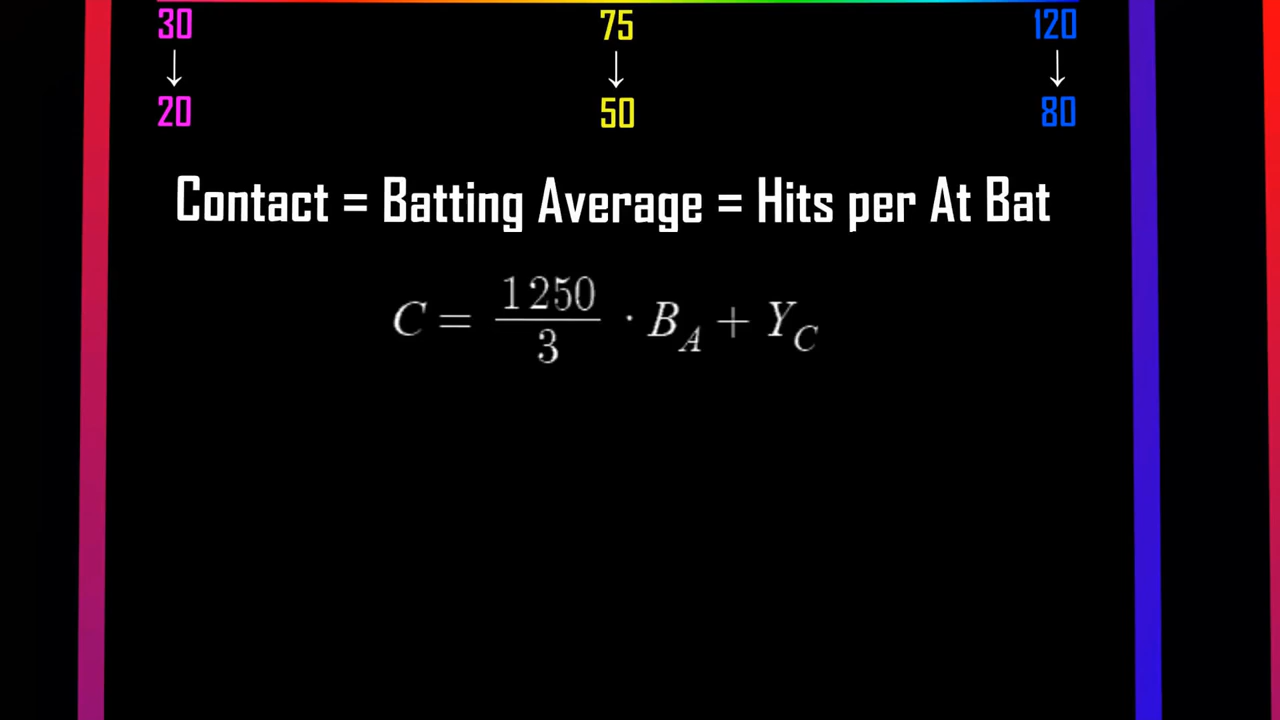 30 75 120
↓ ↓ ↓
20 50 80
Contact = Batting Average = Hits per At Bat
C = 1250/3 · B_A + Y_C